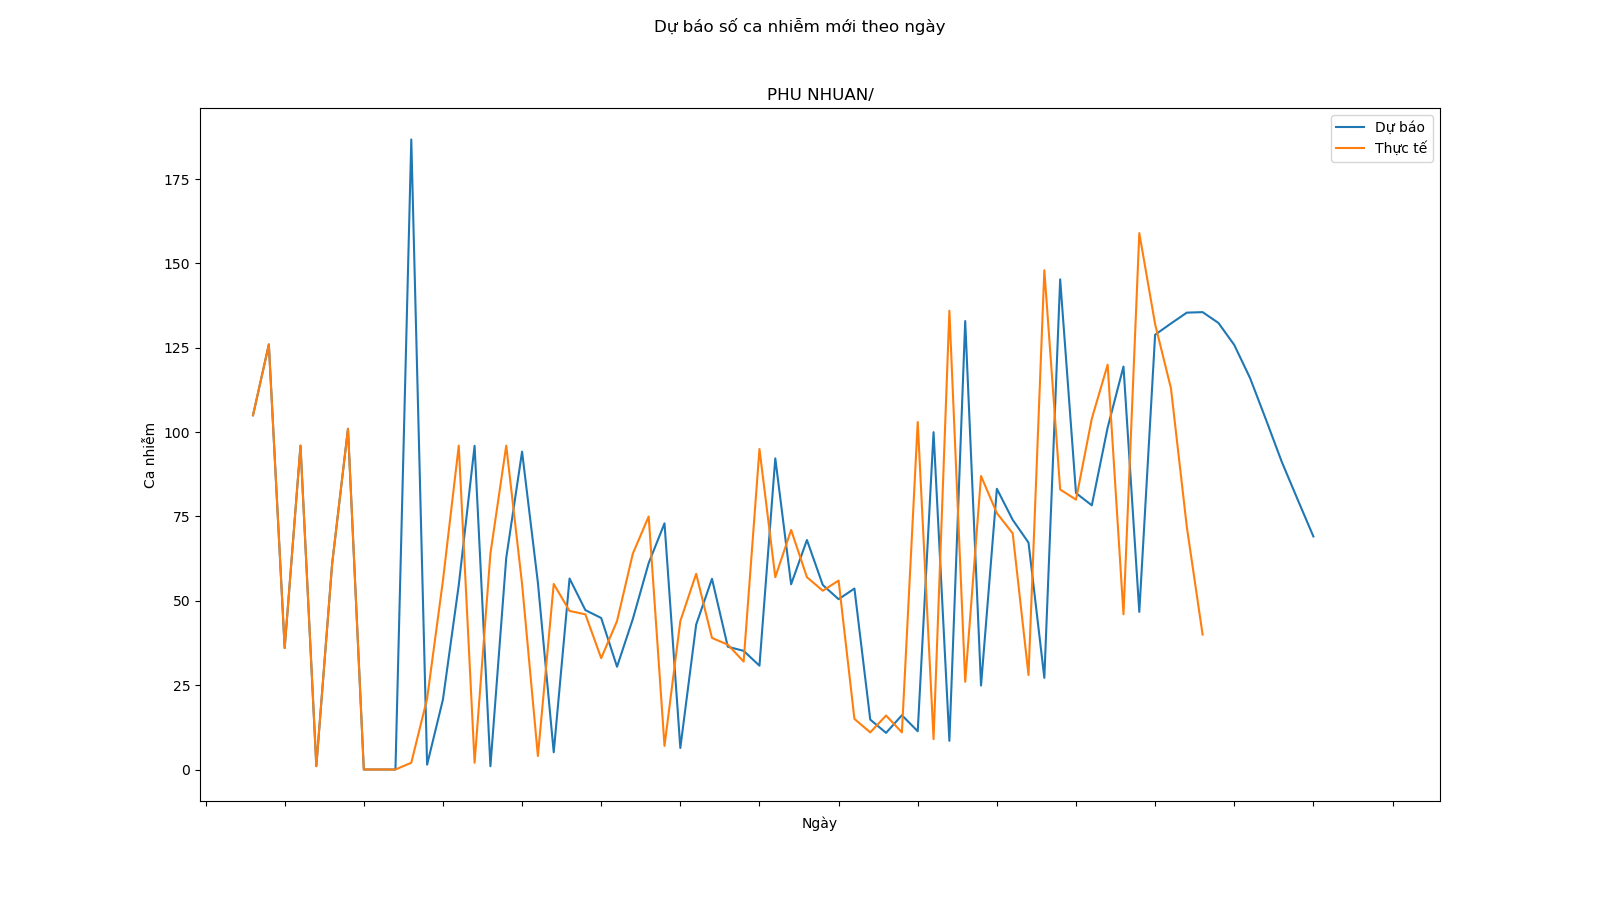 Dự báo số ca nhiễm mới theo ngày
PHU NHUAN/
Dự báo
Thực tế
175
150
125
100
75
50
25
0
Ca nhiễm
Ngày